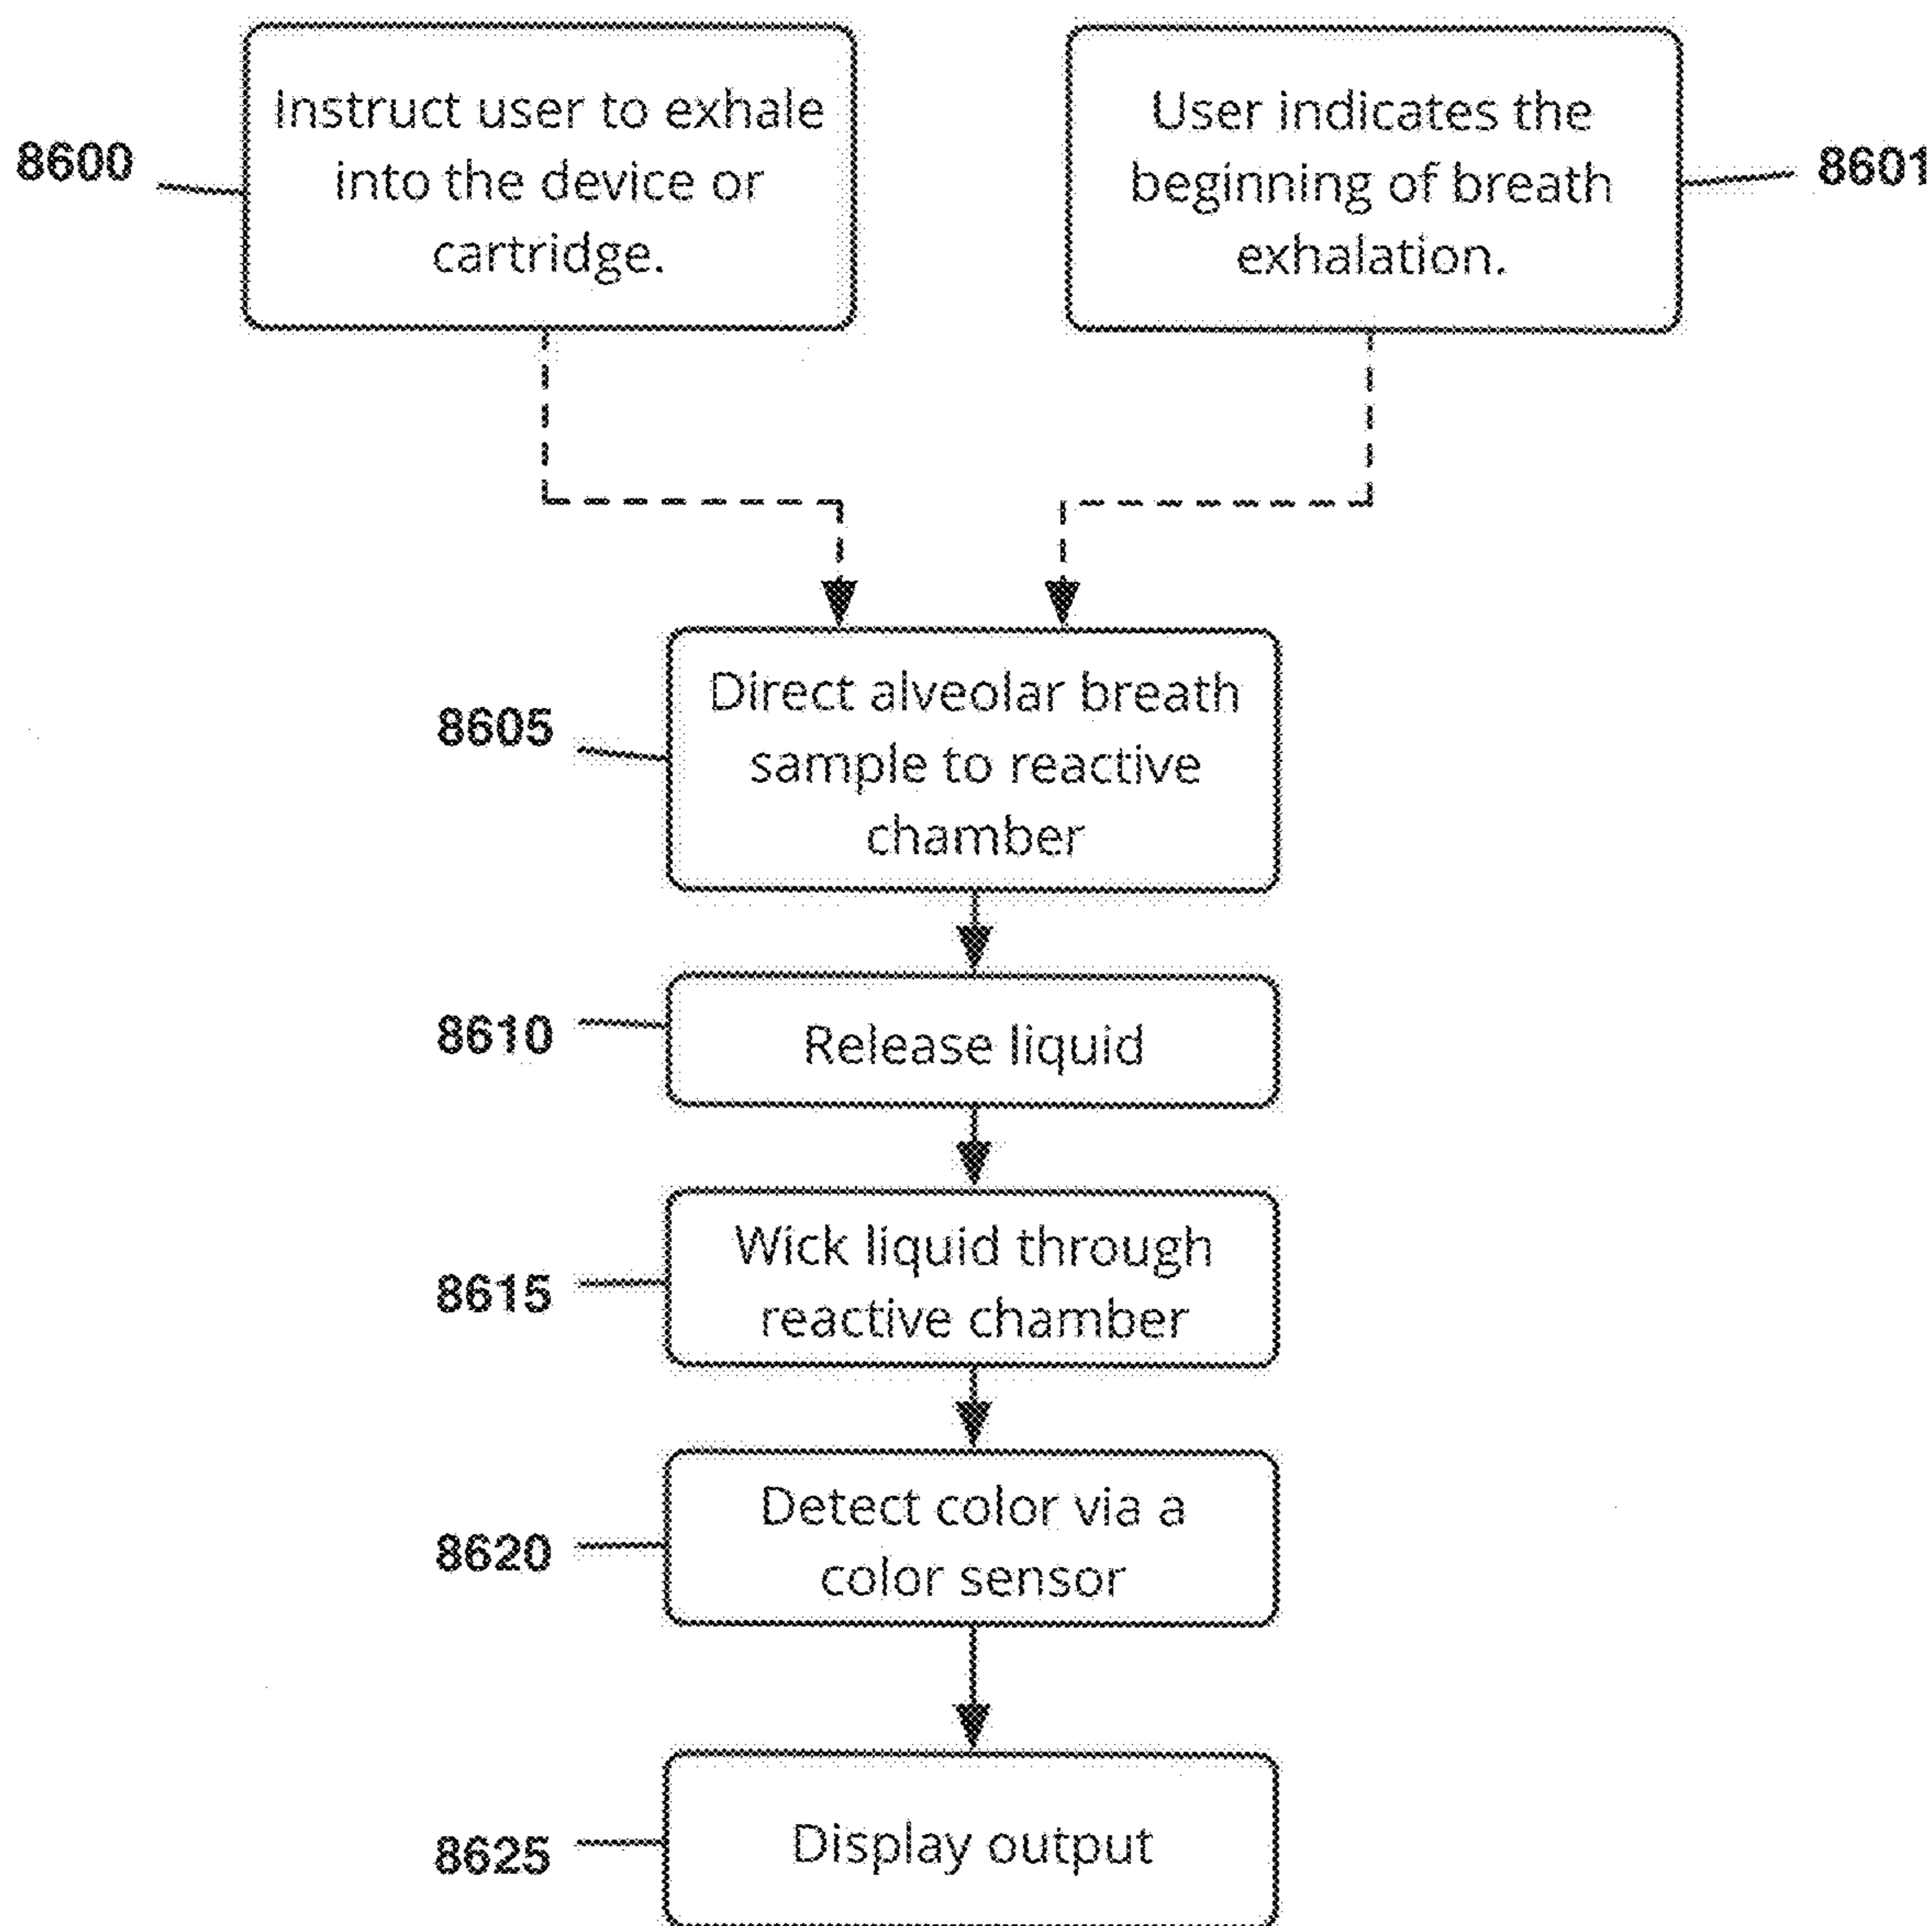 8600
Instruct user to exhale
into the device or
cartridge.
User indicates the
beginning of breath
exhalation.
8601
8605
Direct alveolar breath
sample to reactive
chamber
8610
Release liquid
8615
Wick liquid through
reactive chamber
8620
Detect color via a
color sensor
8625
Display output